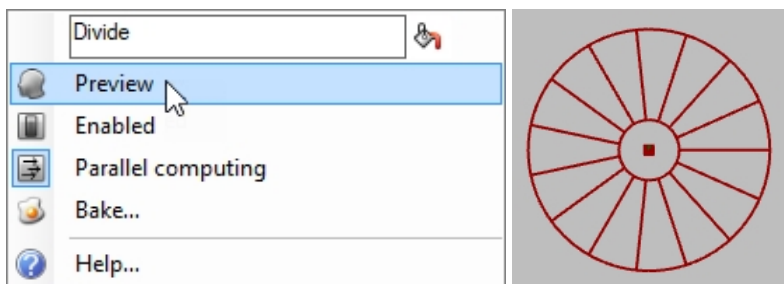 Divide
Preview
Enabled
Parallel computing
Bake...
Help...